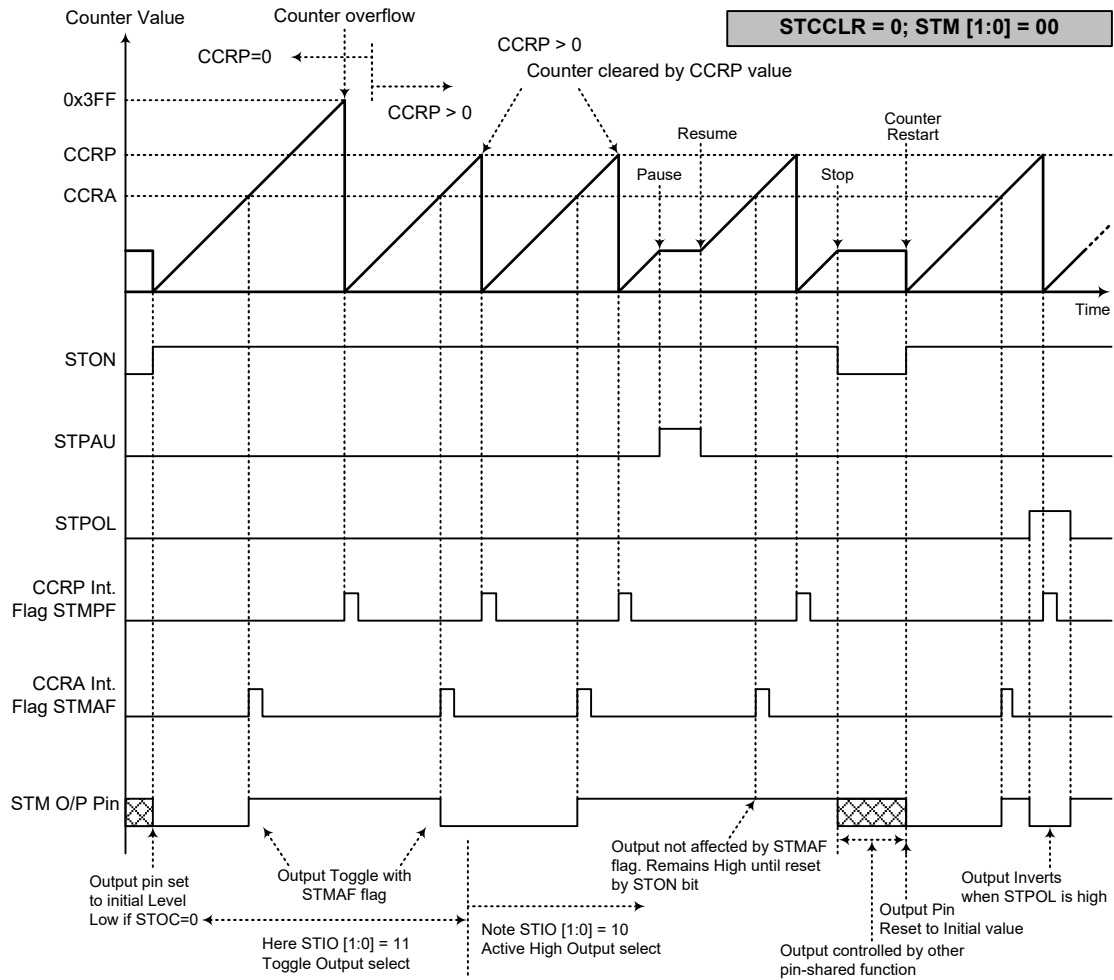 Counter Value
Counter overflow
STCCLR = 0; STM [1:0] = 00
CCRP=0
CCRP > 0
CCRP > 0
Counter cleared by CCRP value
0x3FF
CCRP
CCRA
Resume
Pause
Stop
Counter
Restart
Time
STON
STPAU
STPOL
CCRP Int.
Flag STMPF
CCRA Int.
Flag STMAF
STM O/P Pin
Output pin set
to initial Level
Low if STOC=0
Output Toggle with
STMAF flag
Here STIO [1:0] = 11
Toggle Output select
Note STIO [1:0] = 10
Active High Output select
Output not affected by STMAF
flag. Remains High until reset
by STON bit
Output controlled by other
pin-shared function
Output Pin
Reset to Initial value
Output Inverts
when STPOL is high